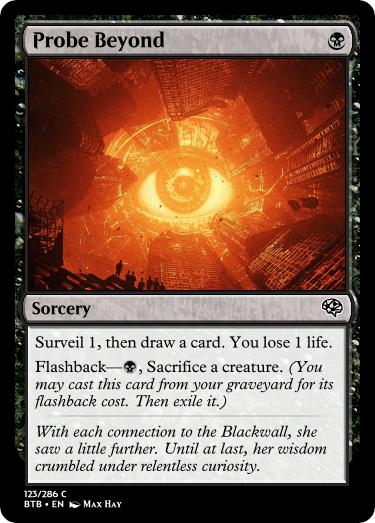 Probe Beyond
Sorcery
Surveil 1, then draw a card. You lose 1 life.
Flashback—, Sacrifice a creature. (You
may cast this card from your graveyard for its
flashback cost. Then exile it.)
With each connection to the Blackwall, she
saw a little further. Until at last, her wisdom
crumbled under relentless curiosity.
123/286 C
BTB • EN Max Hay